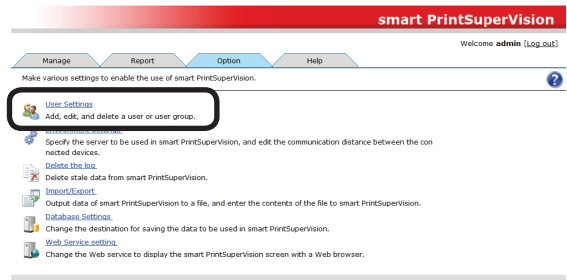 smart PrintSuperVision
Welcome admin [Log out]
Manage
Report
Option
Help
Make various settings to enable the use of smart PrintSuperVision.
?
User Settings
Add, edit, and delete a user or user group.
Specify the server to be used in smart PrintSuperVision, and edit the communication distance between the con
nected devices.
Delete the log
Delete stale data from smart PrintSuperVision.
Import/Export
Output data of smart PrintSuperVision to a file, and enter the contents of the file to smart PrintSuperVision.
Database Settings
Change the destination for saving the data to be used in smart PrintSuperVision.
Web Service setting
Change the Web service to display the smart PrintSuperVision screen with a Web browser.